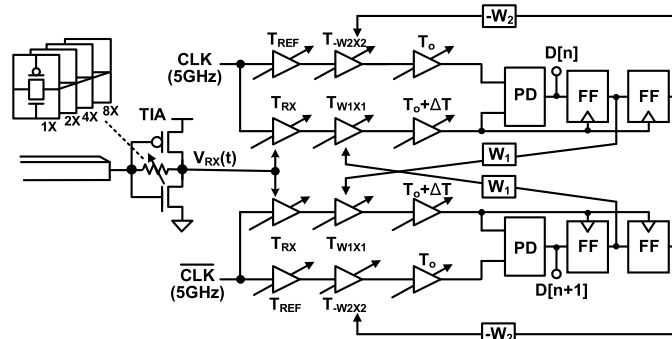 -W₂
T_REF T_-W2X2 T_o
CLK
(5GHz)
D[n]
PD FF FF
1X 2X 4X 8X
TIA
T_RX T_W1X1 T_o+ΔT
V_RX(t)
W₁
W₁
T_o+ΔT
T_RX T_W1X1
PD FF FF
CLK
(5GHz)
T_o
T_REF T_-W2X2
D[n+1]
-W₂